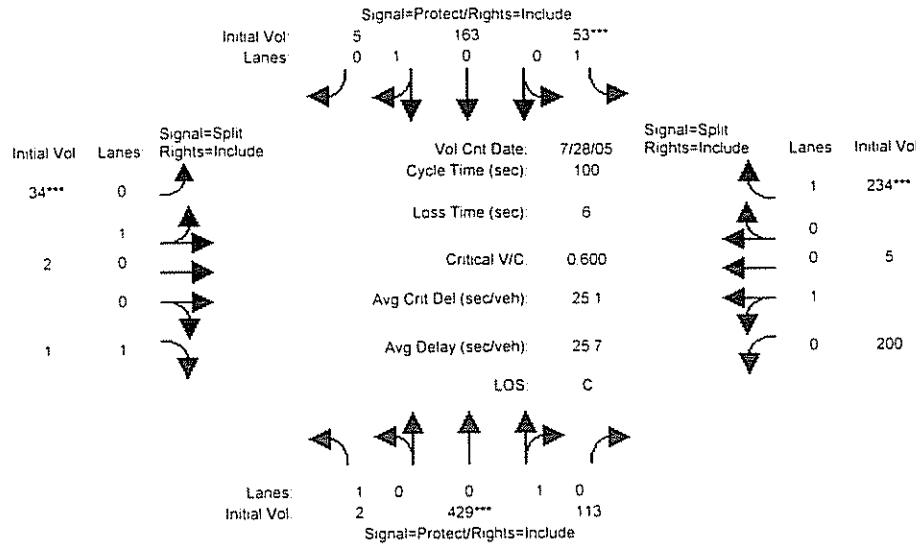 Signal=Protect/Rights=Include
Initial Vol: 5 163 53***
Lanes: 0 1 0 0 1
Signal=Split
Rights=Include
Initial Vol Lanes:
34*** 0
1
2 0
0
1 1
Vol Cnt Date: 7/28/05
Cycle Time (sec): 100
Loss Time (sec): 6
Critical V/C: 0.600
Avg Crit Del (sec/veh): 25 1
Avg Delay (sec/veh): 25 7
LOS: C
Signal=Split
Rights=Include
Lanes Initial Vol
1 234***
0
0 5
1
0 200
Lanes: 1 0 0 1 0
Initial Vol: 2 429*** 113
Signal=Protect/Rights=Include